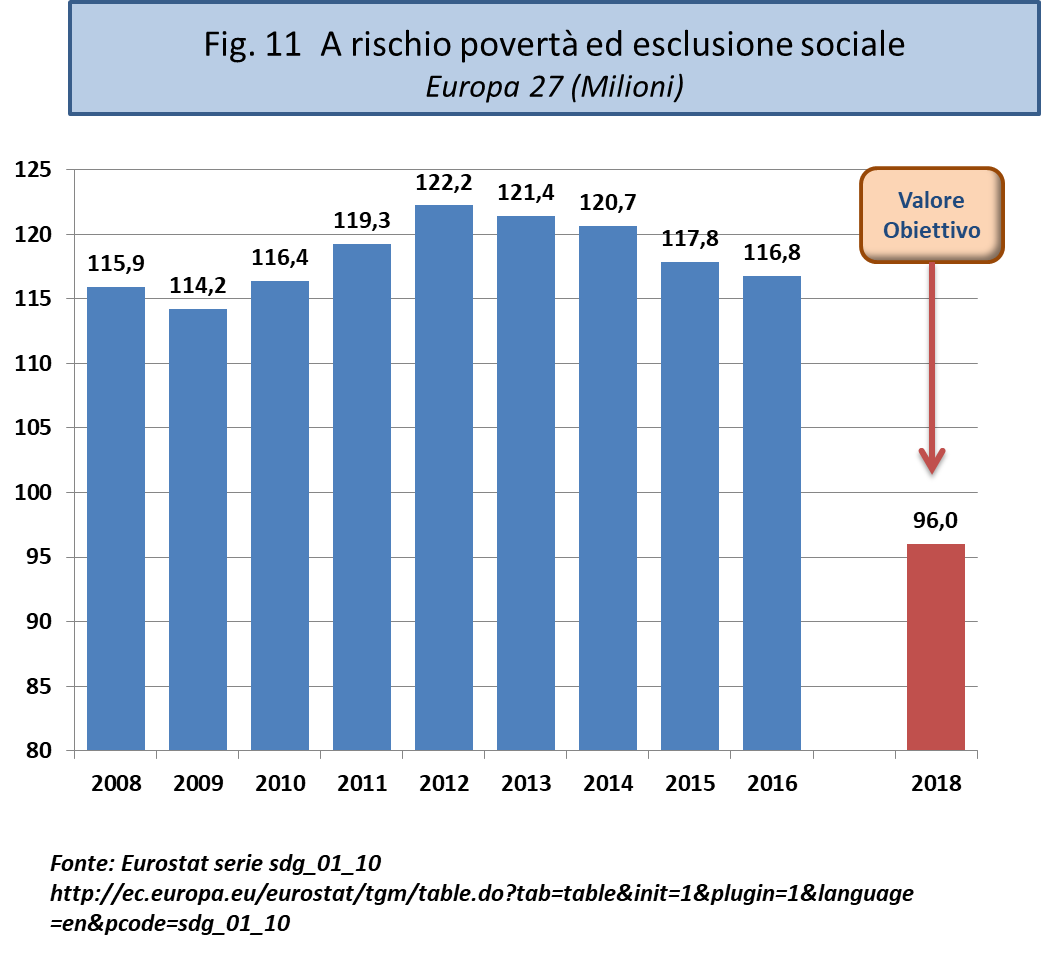 Fig. 11 A rischio povertà ed esclusione sociale
Europa 27 (Milioni)
125
120
115
110
105
100
95
90
85
80
115,9
114,2
116,4
119,3
122,2
121,4
120,7
117,8
116,8
96,0
Valore
Obiettivo
2008 2009 2010 2011 2012 2013 2014 2015 2016 2018
Fonte: Eurostat serie sdg_01_10
http://ec.europa.eu/eurostat/tgm/table.do?tab=table&init=1&plugin=1&language
=en&pcode=sdg_01_10